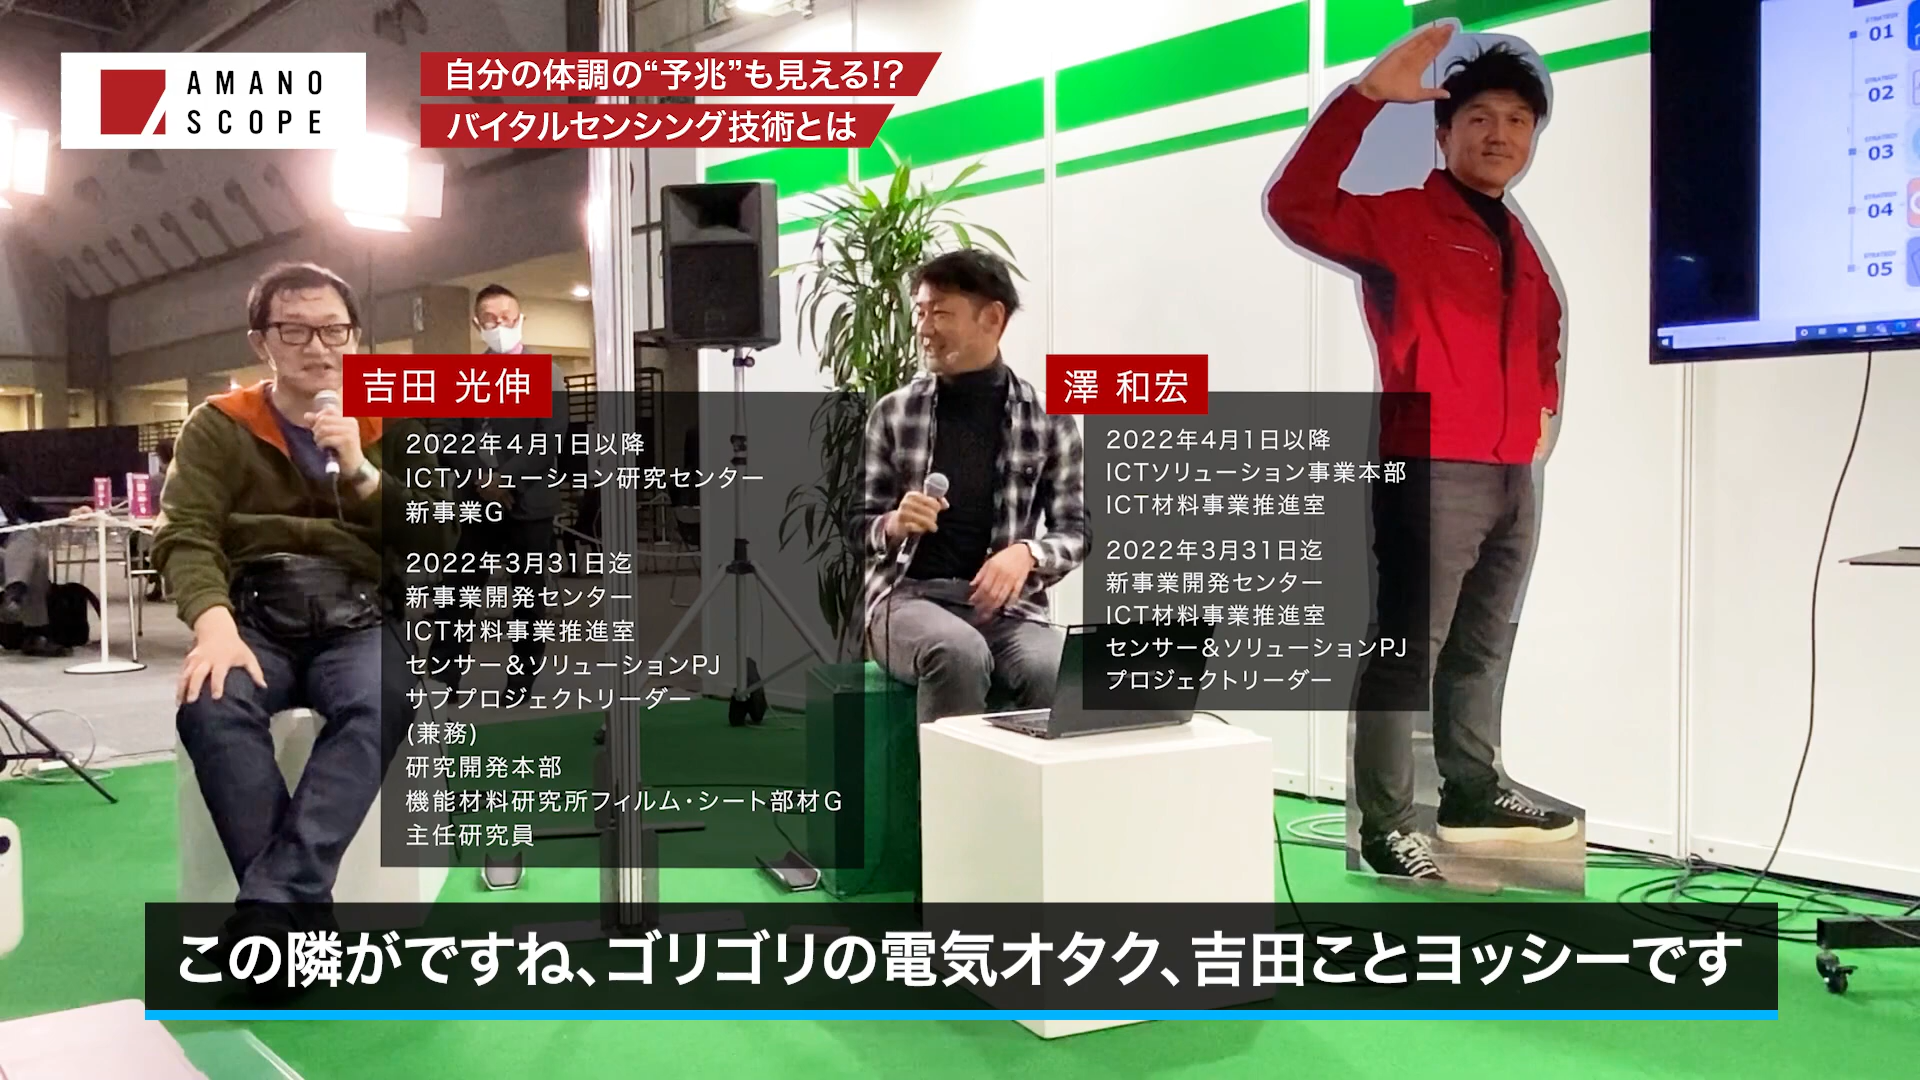 AMANO
SCOPE
自分の体調の“予兆”も見える!?
バイタルセンシング技術とは
STRATEGY
01
STRATEGY
02
STRATEGY
03
STRATEGY
04
STRATEGY
05
吉田 光伸
2022年4月1日以降
ICTソリューション研究センター
新事業G
2022年3月31日迄
新事業開発センター
ICT材料事業推進室
センサー&ソリューションPJ
サブプロジェクトリーダー
(兼務)
研究開発本部
機能材料研究所フィルム・シート部材G
主任研究員
澤 和宏
2022年4月1日以降
ICTソリューション事業本部
ICT材料事業推進室
2022年3月31日迄
新事業開発センター
ICT材料事業推進室
センサー&ソリューションPJ
プロジェクトリーダー
この隣がですね、ゴリゴリの電気オタク、吉田ことヨッシーです